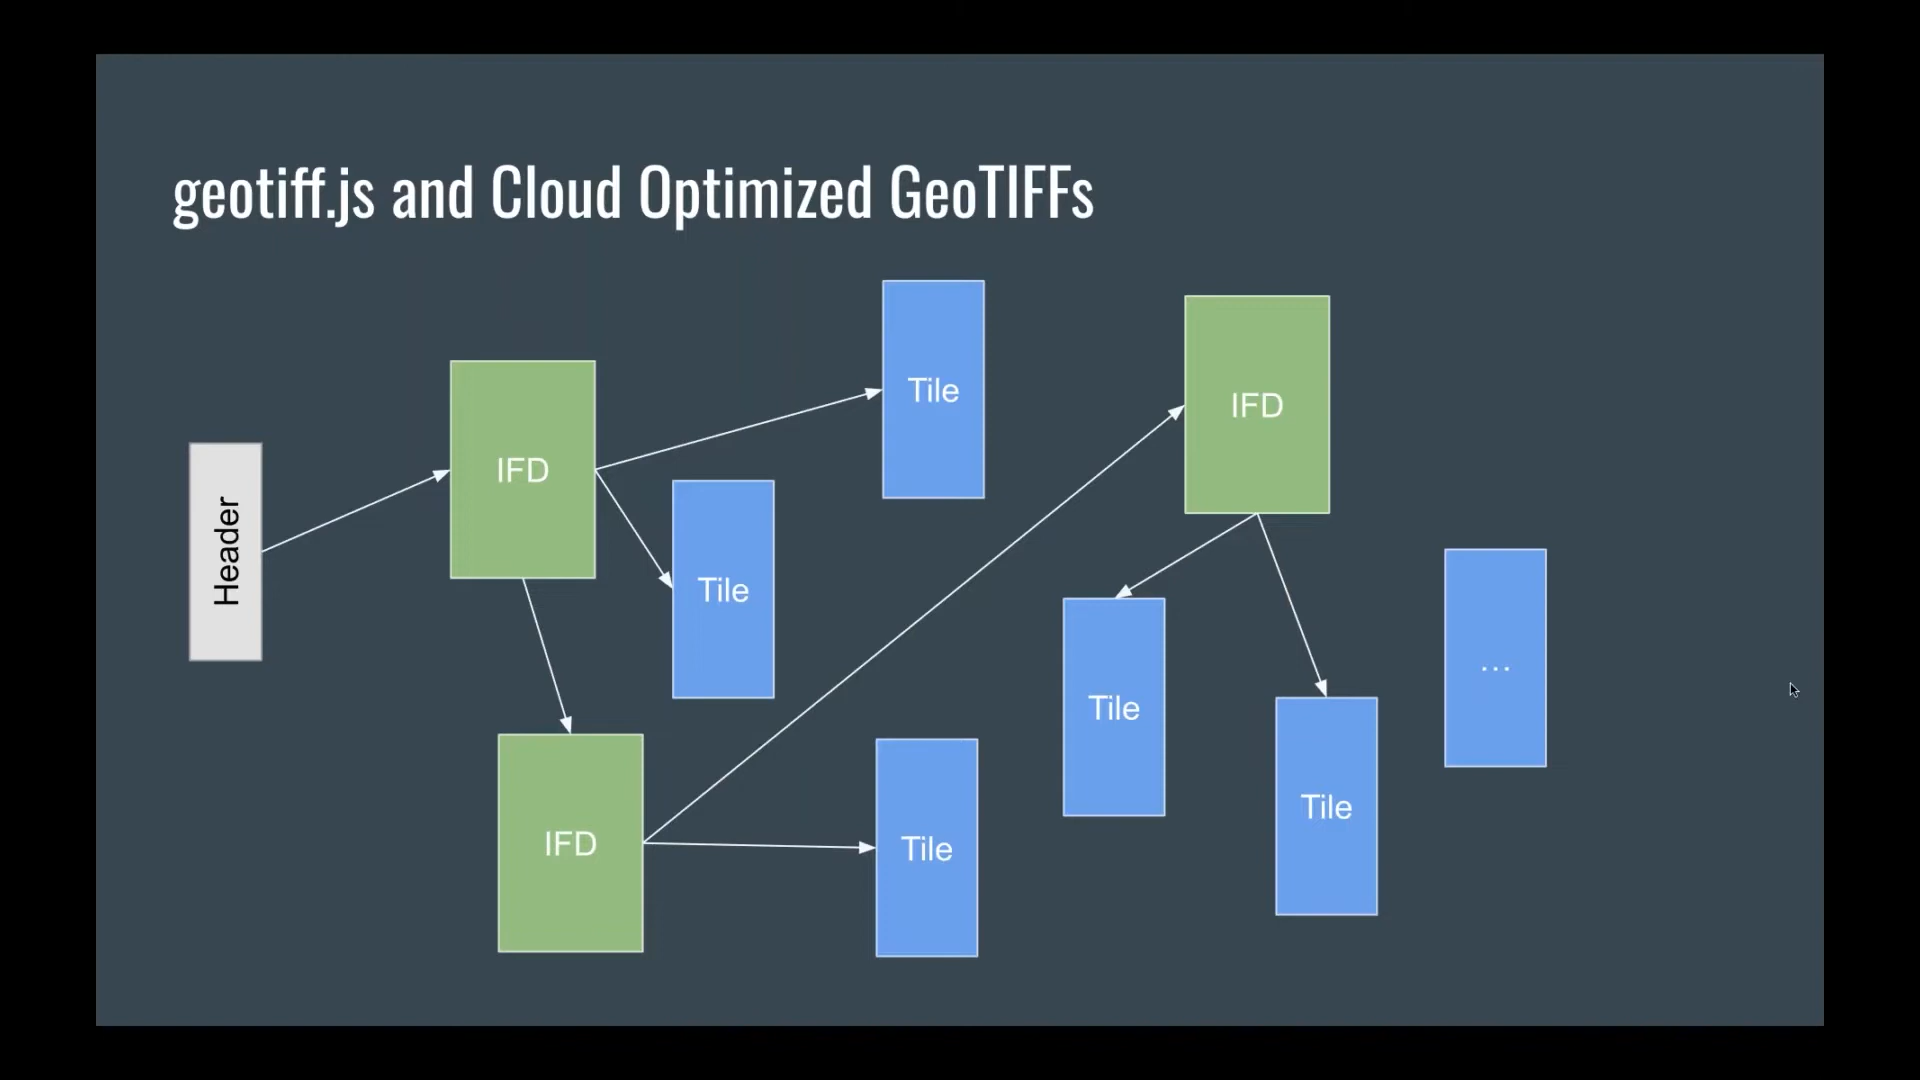 geotiff.js and Cloud Optimized GeoTIFFs
Header
IFD
Tile
Tile
IFD
Tile
IFD
Tile
Tile
...